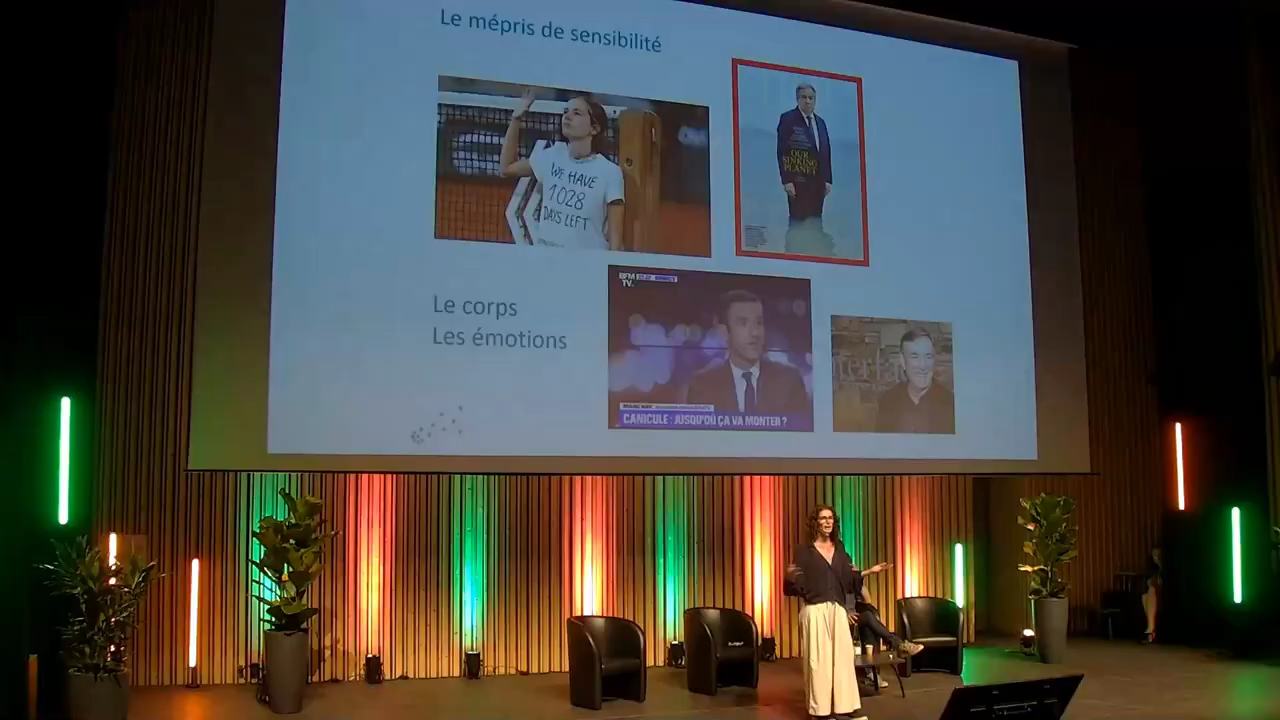 Le mépris de sensibilité
WE HAVE
1028
DAYS LEFT
OUR
SINKING
PLANET
Le corps
Les émotions
BFM
TV.
CANICULE : JUSQU'OÙ ÇA VA MONTER ?